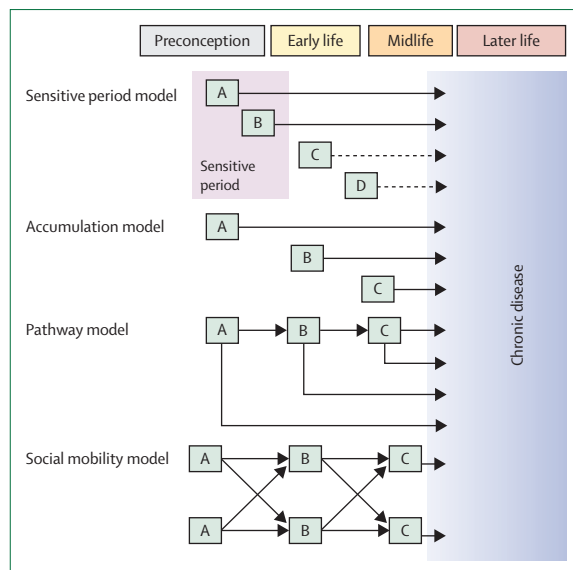 Preconception
Early life
Midlife
Later life
Sensitive period model
A
B
Sensitive
period
C
D
Accumulation model
A
B
C
Pathway model
A
B
C
Social mobility model
A
B
C
A
B
C
Chronic disease